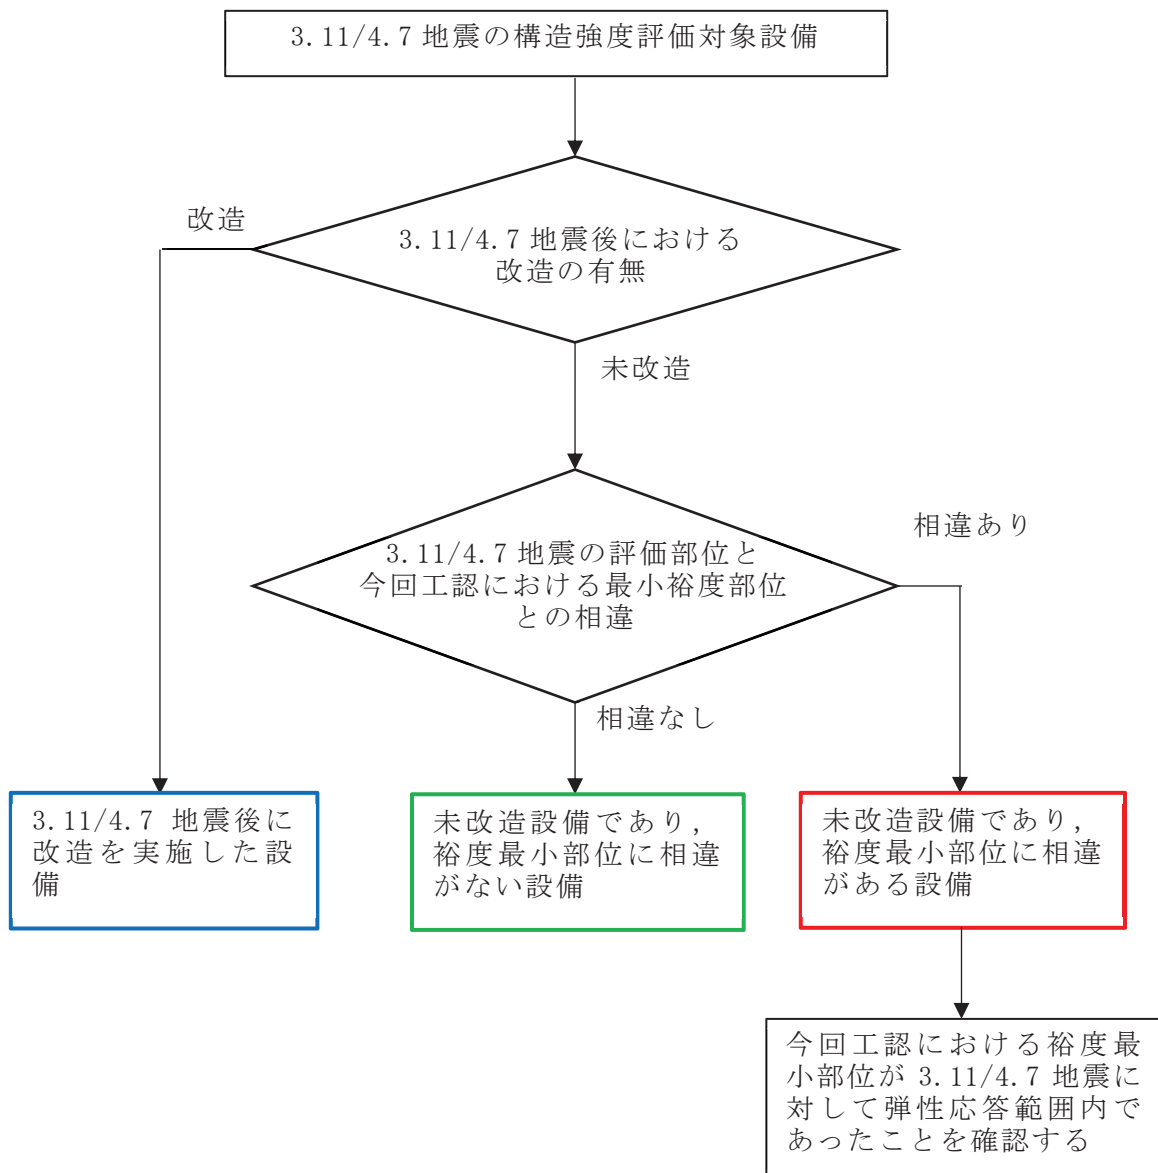 3.11/4.7 地震の構造強度評価対象設備
改造
3.11/4.7 地震後における
改造の有無
未改造
相違あり
3.11/4.7 地震の評価部位と
今回工認における最小裕度部位
との相違
相違なし
3.11/4.7 地震後に
改造を実施した設
備
未改造設備であり,
裕度最小部位に相違
がない設備
未改造設備であり,
裕度最小部位に相違
がある設備
今回工認における裕度最
小部位が 3.11/4.7 地震に
対して弾性応答範囲内で
あったことを確認する